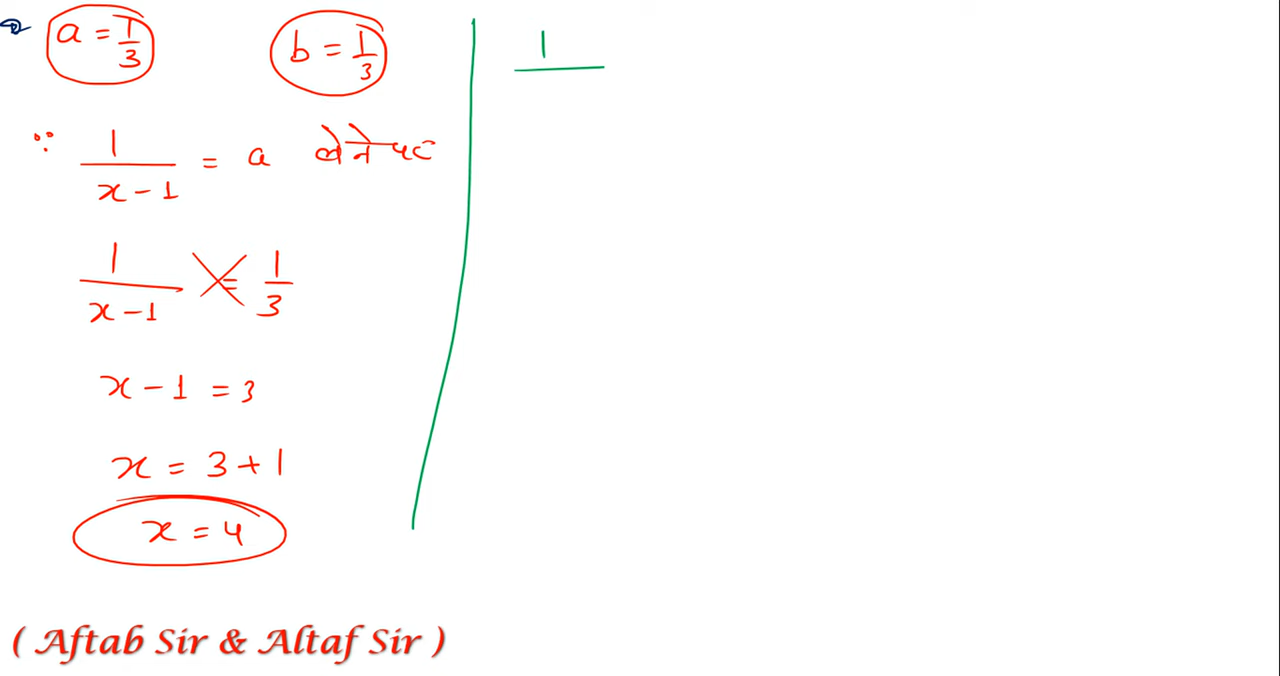 a = 1/3
b = 1/3
∵ 1/(x-1) = a लेने पर
1/(x-1) = 1/3
x - 1 = 3
x = 3 + 1
x = 4
1
( Aftab Sir & Altaf Sir )